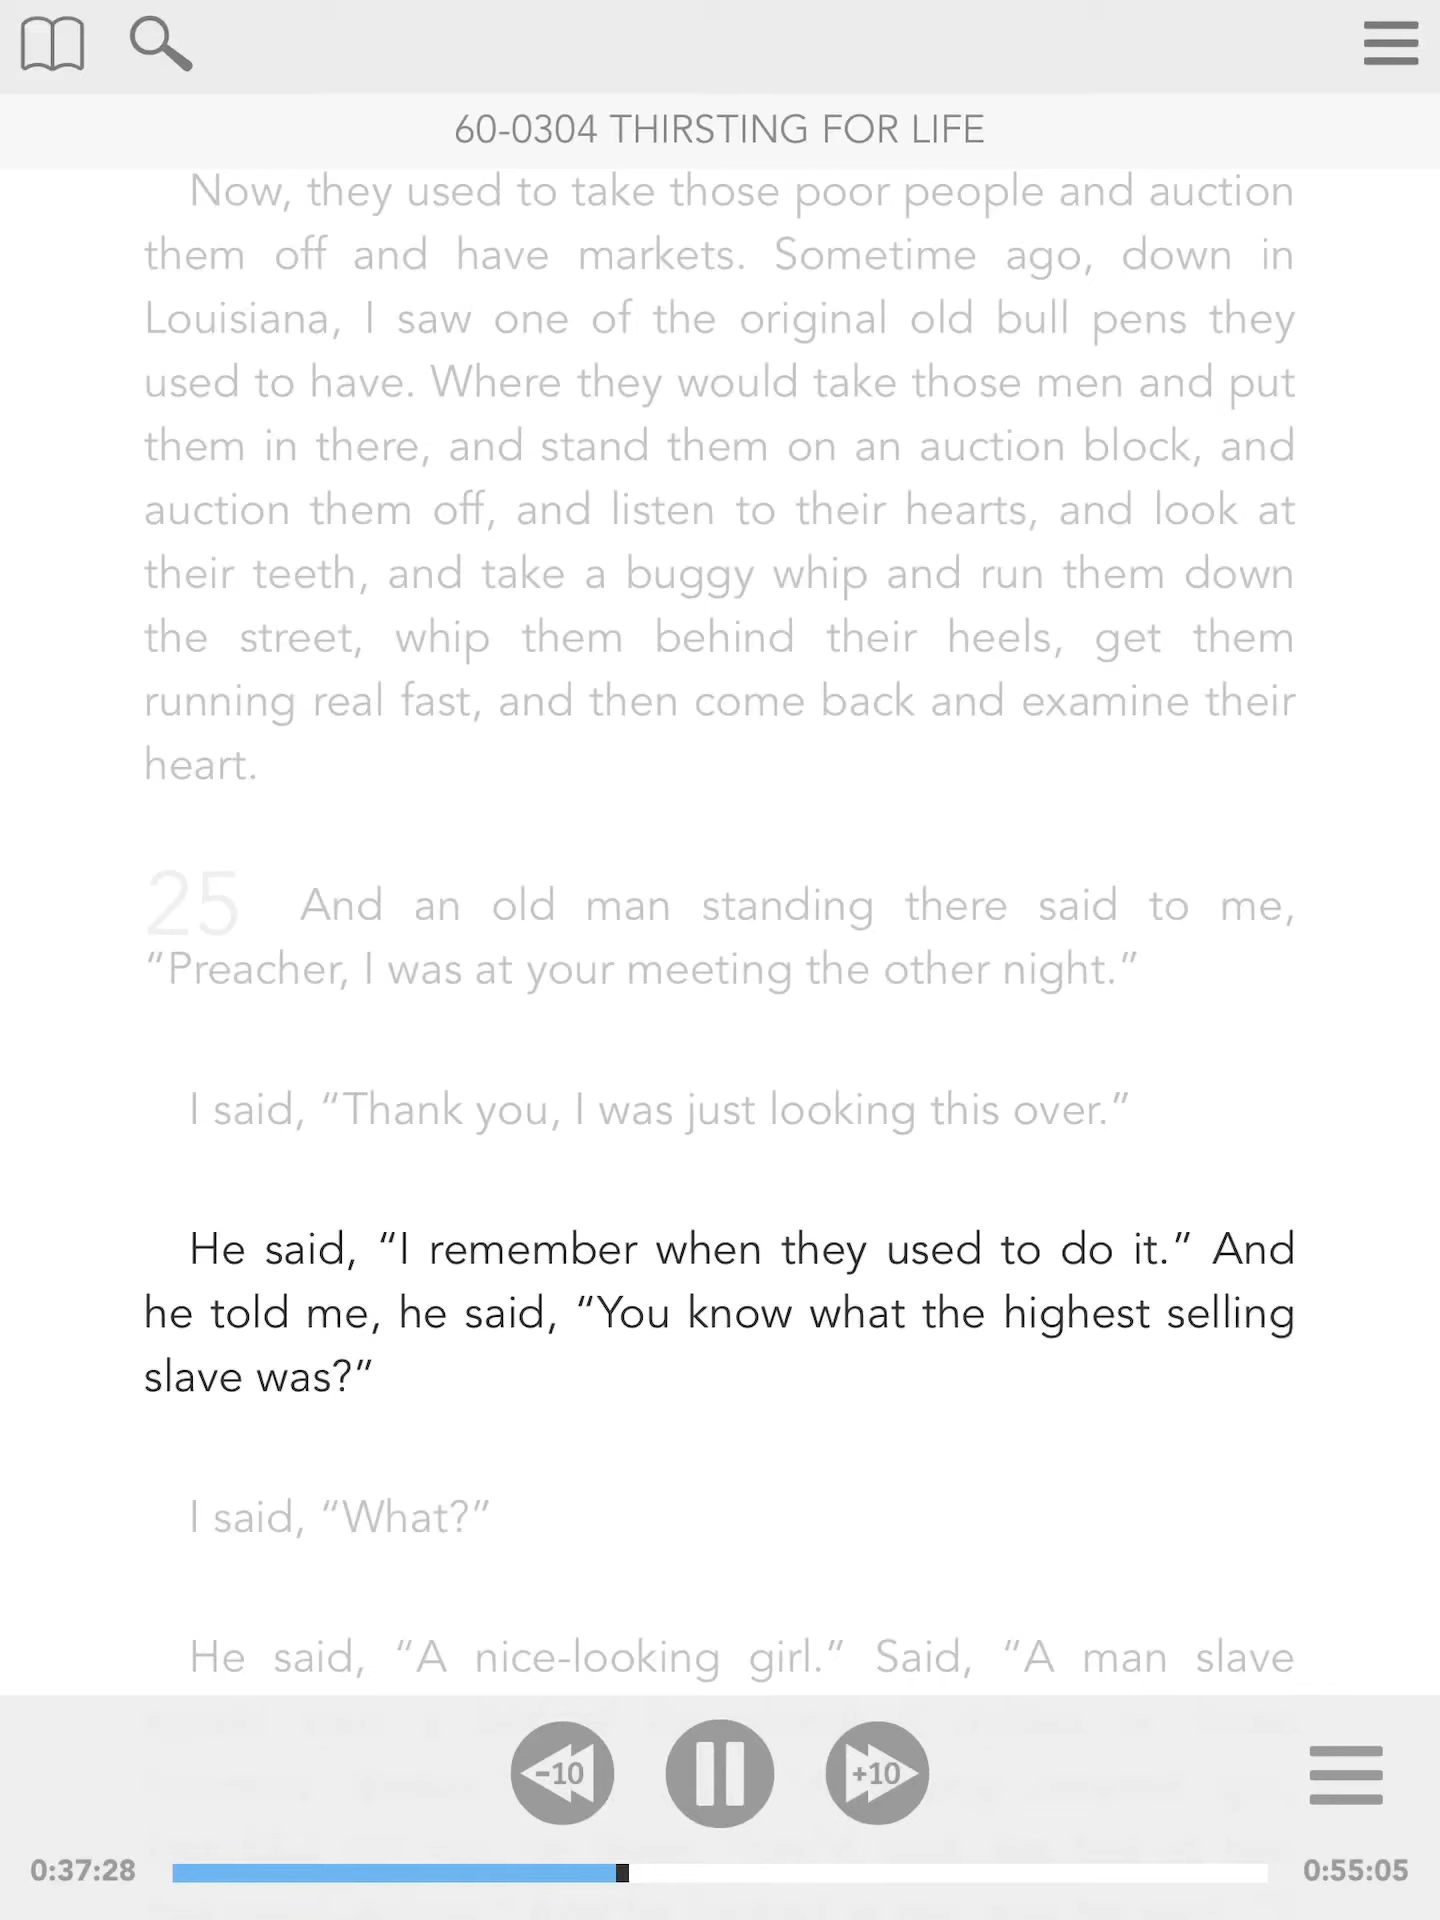 60-0304 THIRSTING FOR LIFE
Now, they used to take those poor people and auction
them off and have markets. Sometime ago, down in
Louisiana, I saw one of the original old bull pens they
used to have. Where they would take those men and put
them in there, and stand them on an auction block, and
auction them off, and listen to their hearts, and look at
their teeth, and take a buggy whip and run them down
the street, whip them behind their heels, get them
running real fast, and then come back and examine their
heart.
25 And an old man standing there said to me,
“Preacher, I was at your meeting the other night.”
I said, “Thank you, I was just looking this over.”
He said, “I remember when they used to do it.” And
he told me, he said, “You know what the highest selling
slave was?”
I said, “What?”
He said, “A nice-looking girl.” Said, “A man slave
-10 +10
0:37:28 0:55:05